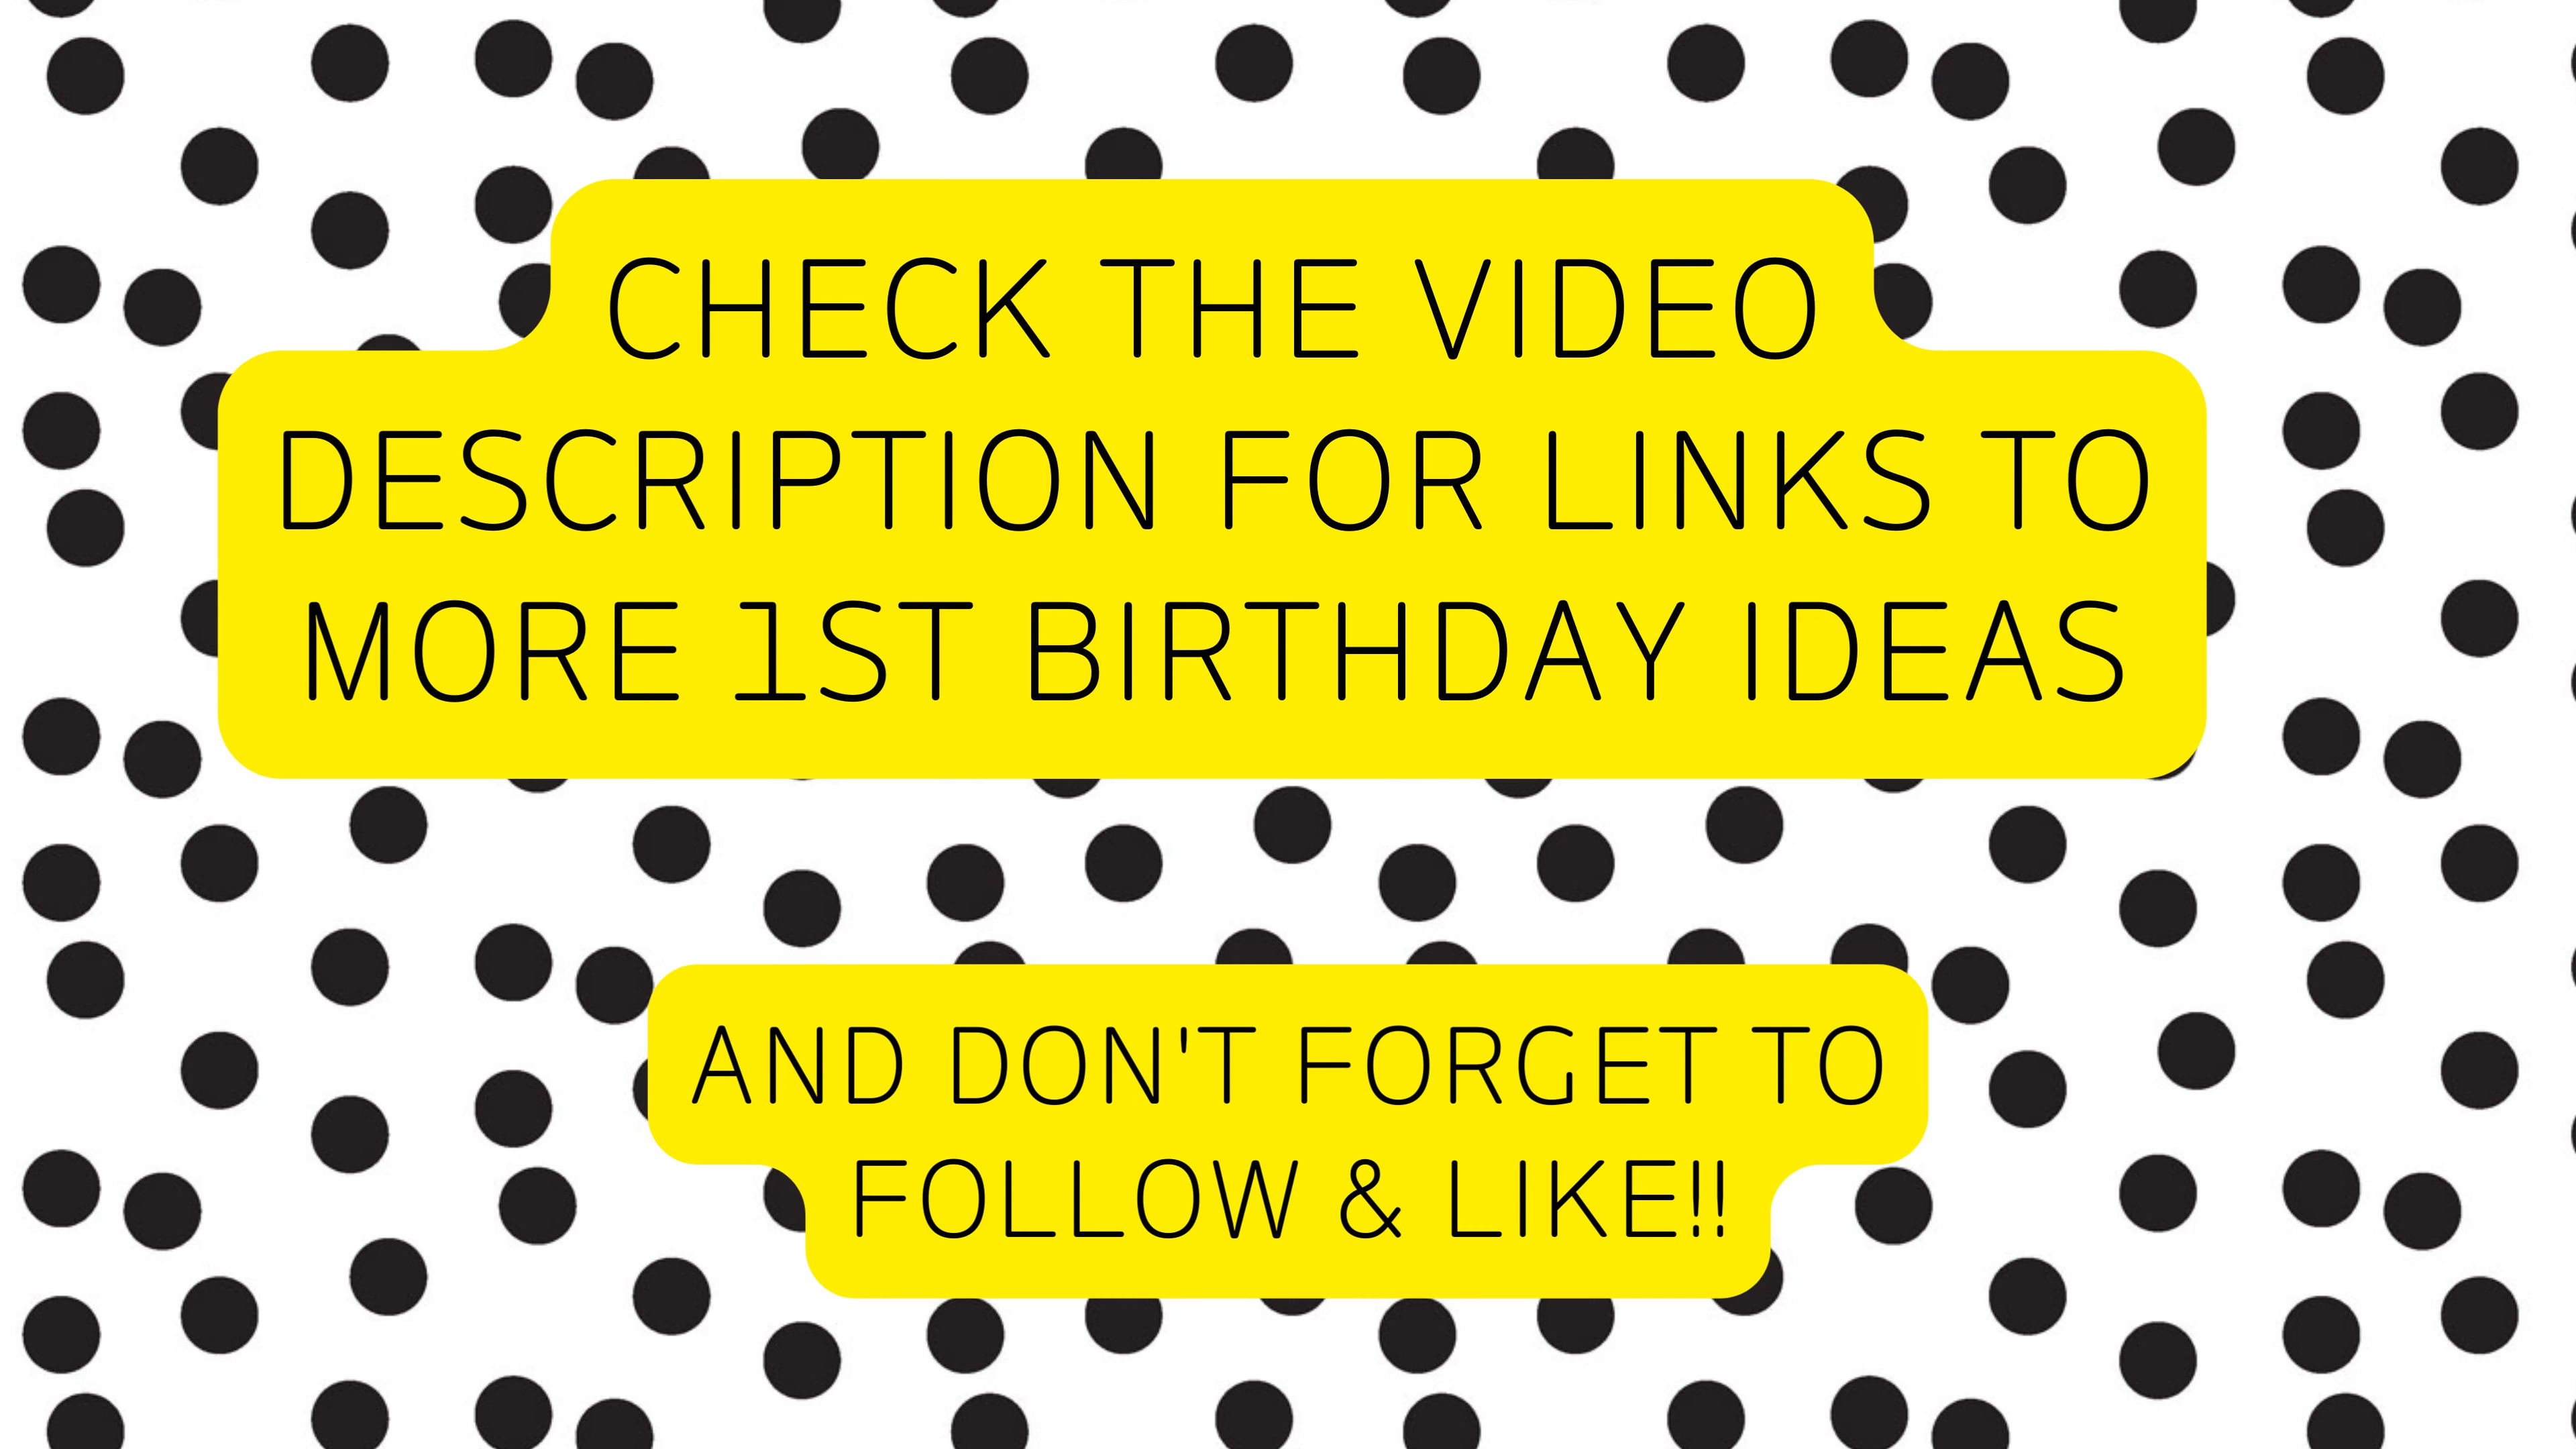 CHECK THE VIDEO
DESCRIPTION FOR LINKS TO
MORE 1ST BIRTHDAY IDEAS
AND DON'T FORGET TO
FOLLOW & LIKE!!